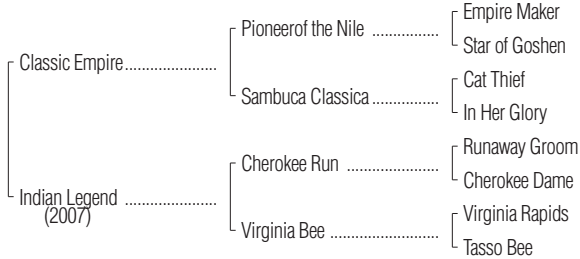 Empire Maker
Pioneerof the Nile ................
Star of Goshen
Classic Empire......................
Cat Thief
Sambuca Classica................
In Her Glory
Runaway Groom
Cherokee Run ......................
Cherokee Dame
Indian Legend ......................
(2007)
Virginia Rapids
Virginia Bee ..........................
Tasso Bee